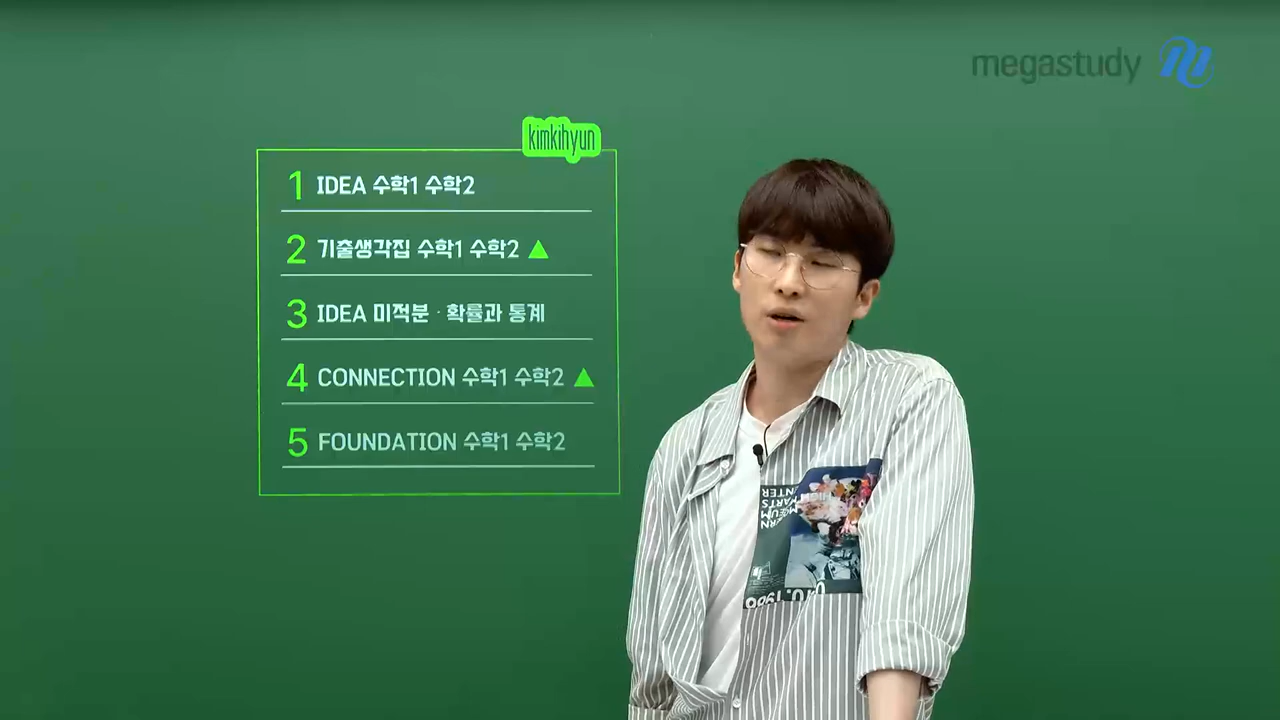 megastudy
kimkihyun
1 IDEA 수학1 수학2
2 기출생각집 수학1 수학2 ▲
3 IDEA 미적분 · 확률과 통계
4 CONNECTION 수학1 수학2 ▲
5 FOUNDATION 수학1 수학2